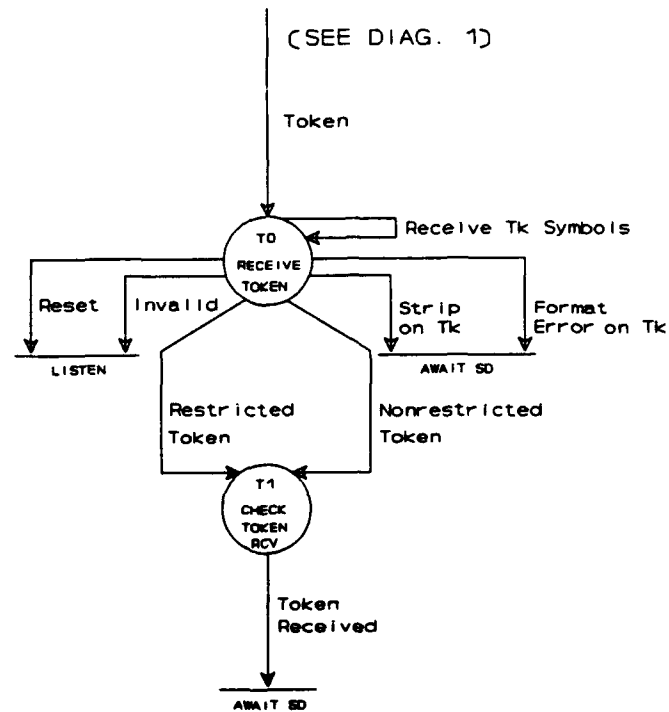 (SEE DIAG. 1)
Token
T0
RECEIVE
TOKEN
Receive Tk Symbols
Reset
Invalid
Strip
on Tk
Format
Error on Tk
LISTEN
AWAIT SD
Restricted
Token
Nonrestricted
Token
T1
CHECK
TOKEN
RCV
Token
Received
AWAIT SD